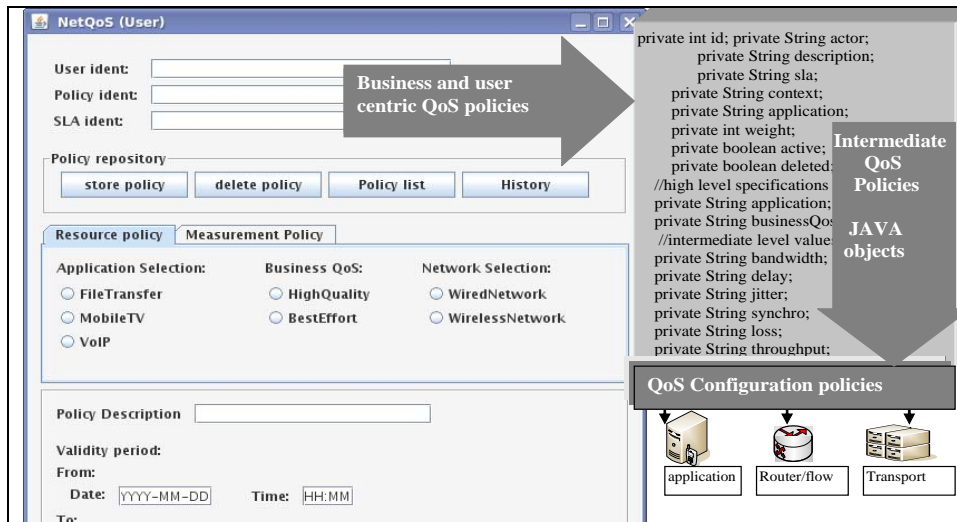 NetQoS (User)
User ident:
Policy ident:
SLA ident:
Policy repository
store policy
delete policy
Policy list
History
Resource policy
Measurement Policy
Application Selection:
FileTransfer
MobileTV
VoIP
Business QoS:
HighQuality
BestEffort
Network Selection:
WiredNetwork
WirelessNetwork
Policy Description
Validity period:
From:
Date: YYYY-MM-DD Time: HH:MM
To:
Business and user
centric QoS policies
private int id; private String actor;
private String description;
private String sla;
private String context;
private String application;
private int weight;
private boolean active;
private boolean deleted;
//high level specifications
private String application;
private String businessQos
//intermediate level values
private String bandwidth;
private String delay;
private String jitter;
private String synchro;
private String loss;
private String throughput;
Intermediate
QoS
Policies
JAVA
objects
QoS Configuration policies
application
Router/flow
Transport